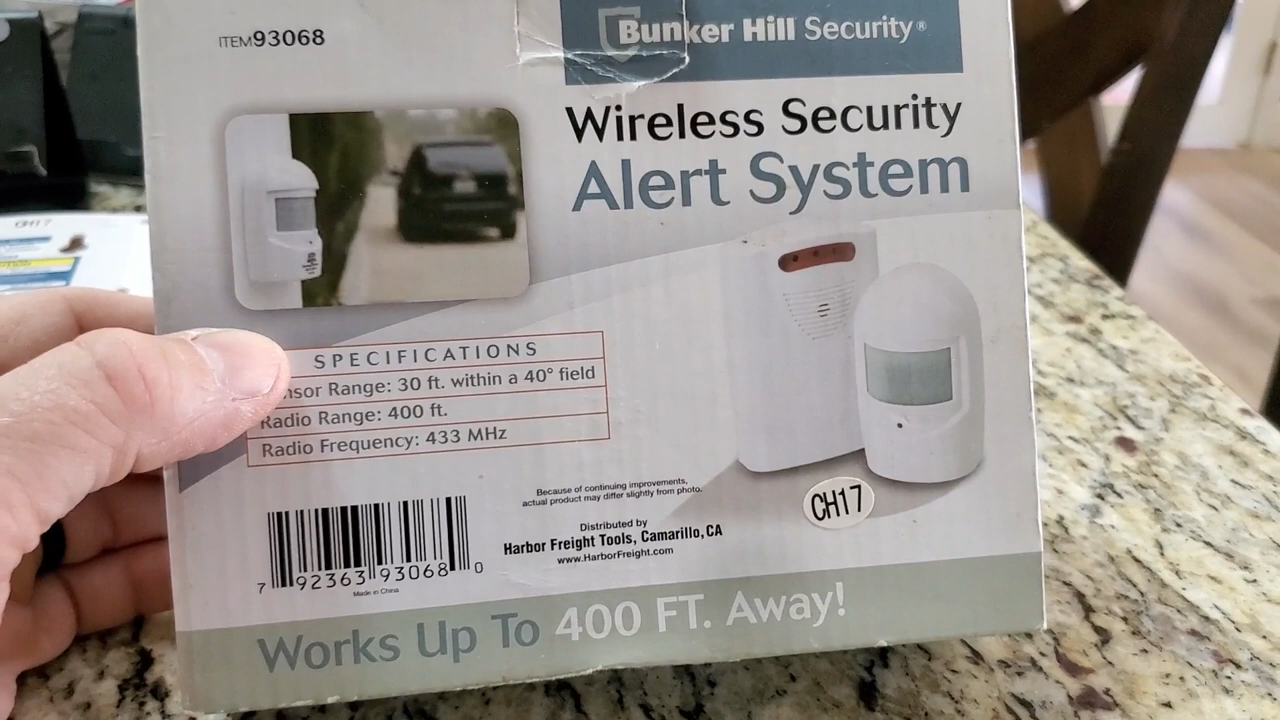 ITEM 93068
Bunker Hill Security®
Wireless Security
Alert System
CH17
SPECIFICATIONS
nsor Range: 30 ft. within a 40° field
Radio Range: 400 ft.
Radio Frequency: 433 MHz
Because of continuing improvements,
actual product may differ slightly from photo.
CH17
Distributed by
Harbor Freight Tools, Camarillo, CA
www.HarborFreight.com
7 92363 93068 0
Made in China
Works Up To 400 FT. Away!